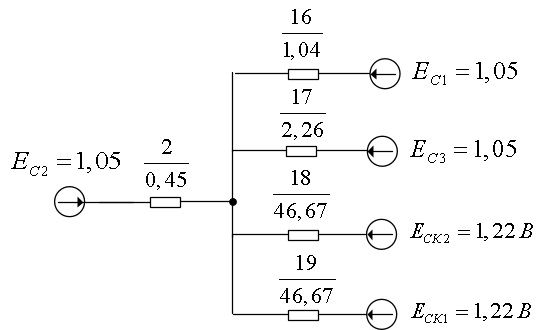 16
1,04
E_C1 = 1,05
17
2,26
E_C3 = 1,05
E_C2 = 1,05
2
0,45
18
46,67
E_CK2 = 1,22 В
19
46,67
E_CK1 = 1,22 В